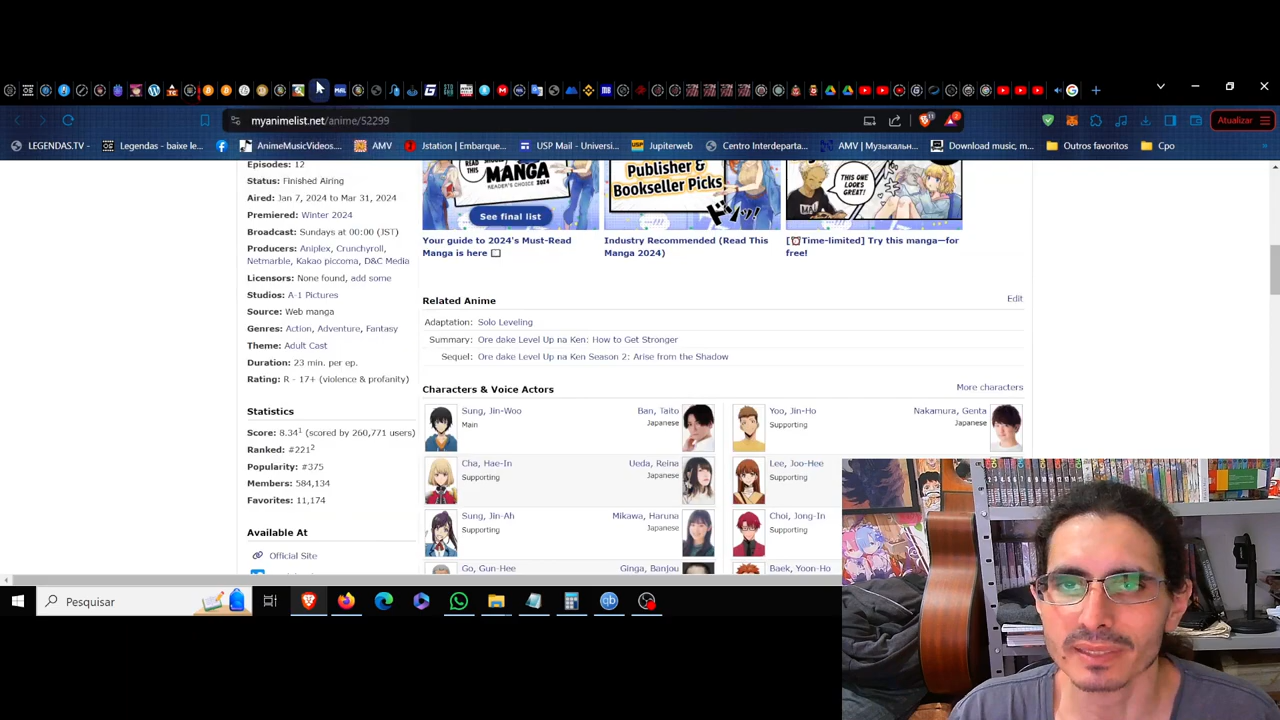 myanimelist.net/anime/52299
Atualizar
LEGENDAS.TV -
Legendas - baixe le...
AnimeMusicVideos....
AMV
Jstation | Embarque...
USP Mail - Universi...
Jupiterweb
Centro Interdeparta...
AMV | Музыкальн...
Download music, m...
Outros favoritos
Cpo
Episodes: 12
Status: Finished Airing
Aired: Jan 7, 2024 to Mar 31, 2024
Premiered: Winter 2024
Broadcast: Sundays at 00:00 (JST)
Producers: Aniplex, Crunchyroll,
Netmarble, Kakao piccoma, D&C Media
Licensors: None found, add some
Studios: A-1 Pictures
Source: Web manga
Genres: Action, Adventure, Fantasy
Theme: Adult Cast
Duration: 23 min. per ep.
Rating: R - 17+ (violence & profanity)
Statistics
Score: 8.34¹ (scored by 260,771 users)
Ranked: #221²
Popularity: #375
Members: 584,134
Favorites: 11,174
Available At
Official Site
MANGA
READER'S CHOICE 2024
See final list
Your guide to 2024's Must-Read
Manga is here
Publisher &
Bookseller Picks
Industry Recommended (Read This
Manga 2024)
THIS ONE
LOOKS
GREAT!
[⏰Time-limited] Try this manga—for
free!
Related Anime
Edit
Adaptation: Solo Leveling
Summary: Ore dake Level Up na Ken: How to Get Stronger
Sequel: Ore dake Level Up na Ken Season 2: Arise from the Shadow
Characters & Voice Actors
More characters
Sung, Jin-Woo
Main
Ban, Taito
Japanese
Yoo, Jin-Ho
Supporting
Nakamura, Genta
Japanese
Cha, Hae-In
Supporting
Ueda, Reina
Japanese
Lee, Joo-Hee
Supporting
Sung, Jin-Ah
Supporting
Mikawa, Haruna
Japanese
Choi, Jong-In
Supporting
Go, Gun-Hee
Ginga, Banjou
Baek, Yoon-Ho
Pesquisar